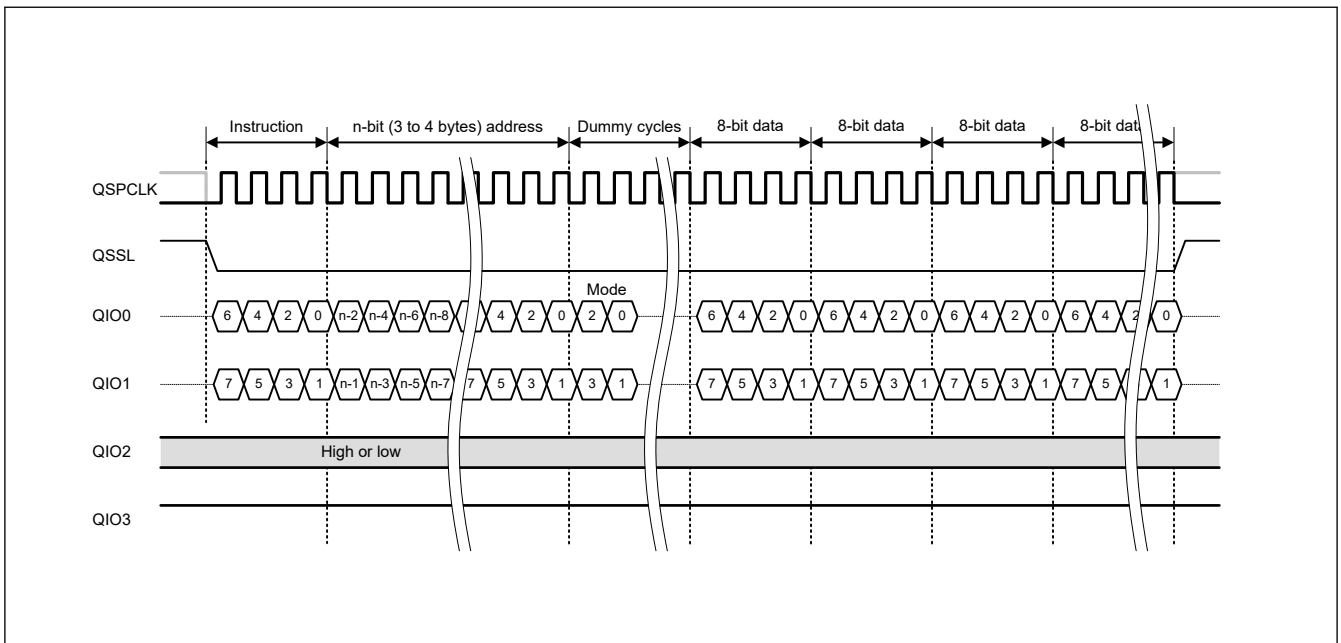 Instruction n-bit (3 to 4 bytes) address Dummy cycles 8-bit data 8-bit data 8-bit data 8-bit data
QSPCLK
QSSL
Mode
QIO0 6 4 2 0 n-2 n-4 n-6 n-8 4 2 0 2 0 6 4 2 0 6 4 2 0 6 4 2 0 6 4 2 0
QIO1 7 5 3 1 n-1 n-3 n-5 n-7 7 5 3 1 3 1 7 5 3 1 7 5 3 1 7 5 3 1 7 5 1
QIO2 High or low
QIO3